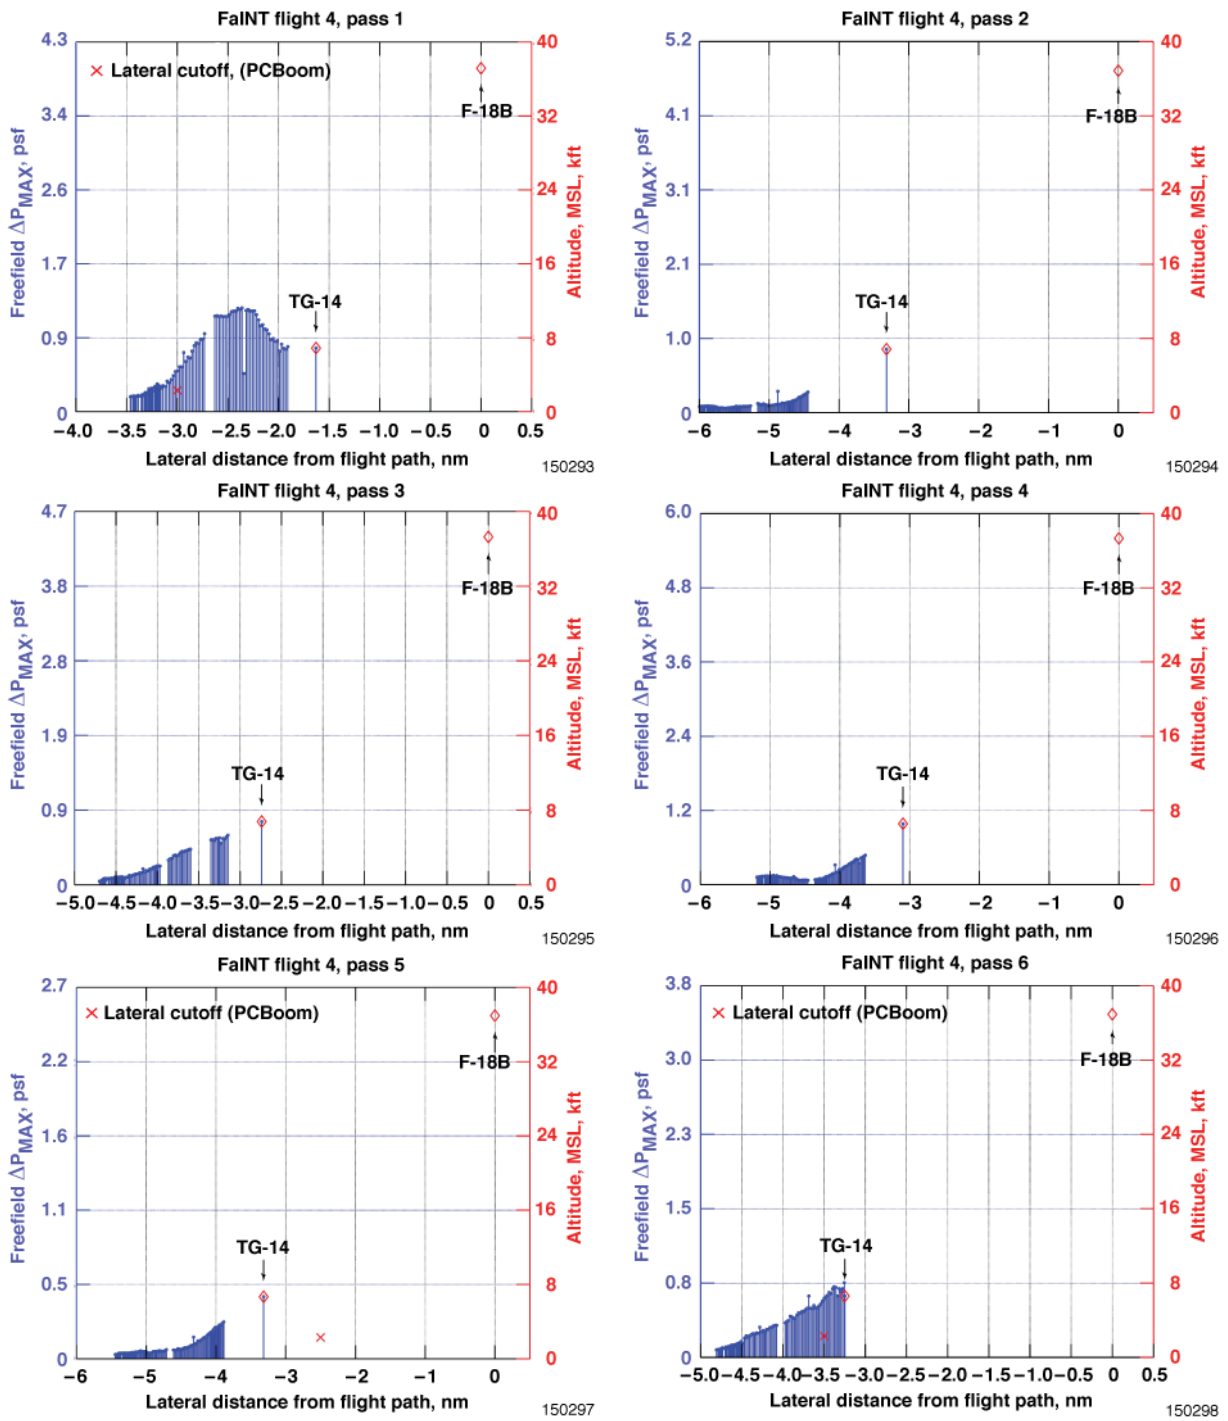 FaINT flight 4, pass 1
4.3
3.4
2.6
1.7
0.9
0
Freefield ΔPMAX, psf
× Lateral cutoff, (PCBoom)
F-18B
TG-14
40
32
24
16
8
0
Altitude, MSL, kft
−4.0 −3.5 −3.0 −2.5 −2.0 −1.5 −1.0 −0.5 0 0.5
Lateral distance from flight path, nm
150293
FaINT flight 4, pass 2
5.2
4.1
3.1
2.1
1.0
0
Freefield ΔPMAX, psf
F-18B
TG-14
40
32
24
16
8
0
Altitude, MSL, kft
−6 −5 −4 −3 −2 −1 0
Lateral distance from flight path, nm
150294
FaINT flight 4, pass 3
4.7
3.8
2.8
1.9
0.9
0
Freefield ΔPMAX, psf
F-18B
TG-14
40
32
24
16
8
0
Altitude, MSL, kft
−5.0 −4.5 −4.0 −3.5 −3.0 −2.5 −2.0 −1.5 −1.0 −0.5 0 0.5
Lateral distance from flight path, nm
150295
FaINT flight 4, pass 4
6.0
4.8
3.6
2.4
1.2
0
Freefield ΔPMAX, psf
F-18B
TG-14
40
32
24
16
8
0
Altitude, MSL, kft
−6 −5 −4 −3 −2 −1 0
Lateral distance from flight path, nm
150296
FaINT flight 4, pass 5
2.7
2.2
1.6
1.1
0.5
0
Freefield ΔPMAX, psf
× Lateral cutoff (PCBoom)
F-18B
TG-14
40
32
24
16
8
0
Altitude, MSL, kft
−6 −5 −4 −3 −2 −1 0
Lateral distance from flight path, nm
150297
FaINT flight 4, pass 6
3.8
3.0
2.3
1.5
0.8
0
Freefield ΔPMAX, psf
× Lateral cutoff (PCBoom)
F-18B
TG-14
40
32
24
16
8
0
Altitude, MSL, kft
−5.0 −4.5 −4.0 −3.5 −3.0 −2.5 −2.0 −1.5 −1.0 −0.5 0 0.5
Lateral distance from flight path, nm
150298